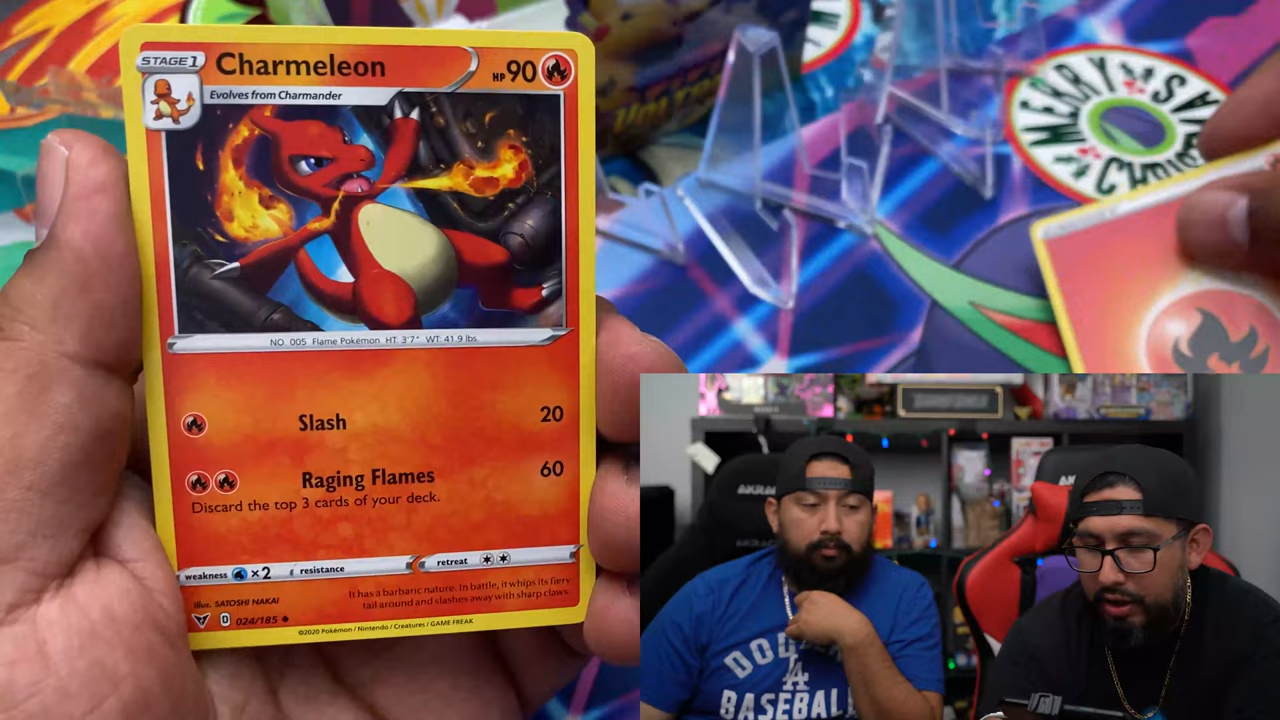 STAGE 1
Charmeleon
HP 90
Evolves from Charmander
NO. 005 Flame Pokémon HT: 3'7" WT: 41.9 lbs.
Slash 20
Raging Flames 60
Discard the top 3 cards of your deck.
weakness ×2 resistance retreat
It has a barbaric nature. In battle, it whips its fiery
tail around and slashes away with sharp claws.
Illus. SATOSHI NAKAI
D 024/185
©2020 Pokémon / Nintendo / Creatures / GAME FREAK
MERRY
DODGER
LA
BASEBALL